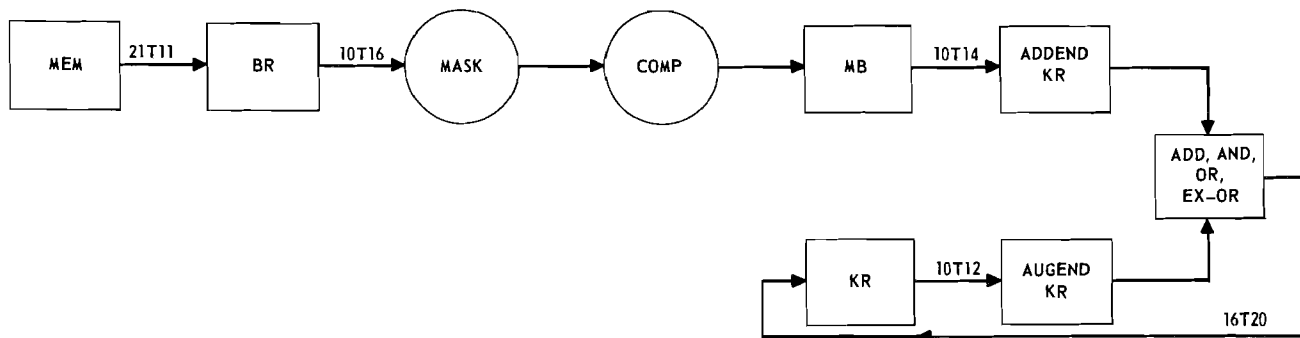 MEM
21T11
BR
10T16
MASK
COMP
MB
10T14
ADDEND
KR
ADD, AND,
OR,
EX-OR
KR
10T12
AUGEND
KR
16T20